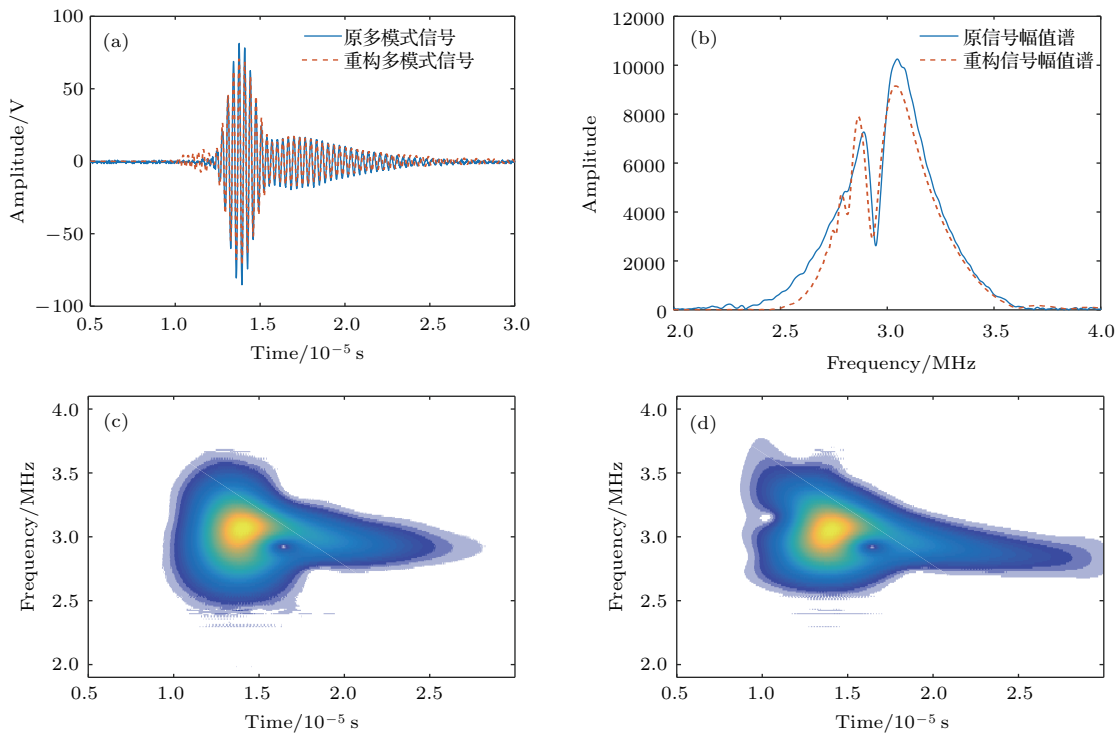 (a)
原多模式信号
重构多模式信号
100
50
0
−50
−100
Amplitude/V
0.5 1.0 1.5 2.0 2.5 3.0
Time/10⁻⁵ s
(b)
原信号幅值谱
重构信号幅值谱
12000
10000
8000
6000
4000
2000
0
Amplitude
2.0 2.5 3.0 3.5 4.0
Frequency/MHz
(c)
4.0
3.5
3.0
2.5
2.0
Frequency/MHz
0.5 1.0 1.5 2.0 2.5
Time/10⁻⁵ s
(d)
4.0
3.5
3.0
2.5
2.0
Frequency/MHz
0.5 1.0 1.5 2.0 2.5
Time/10⁻⁵ s